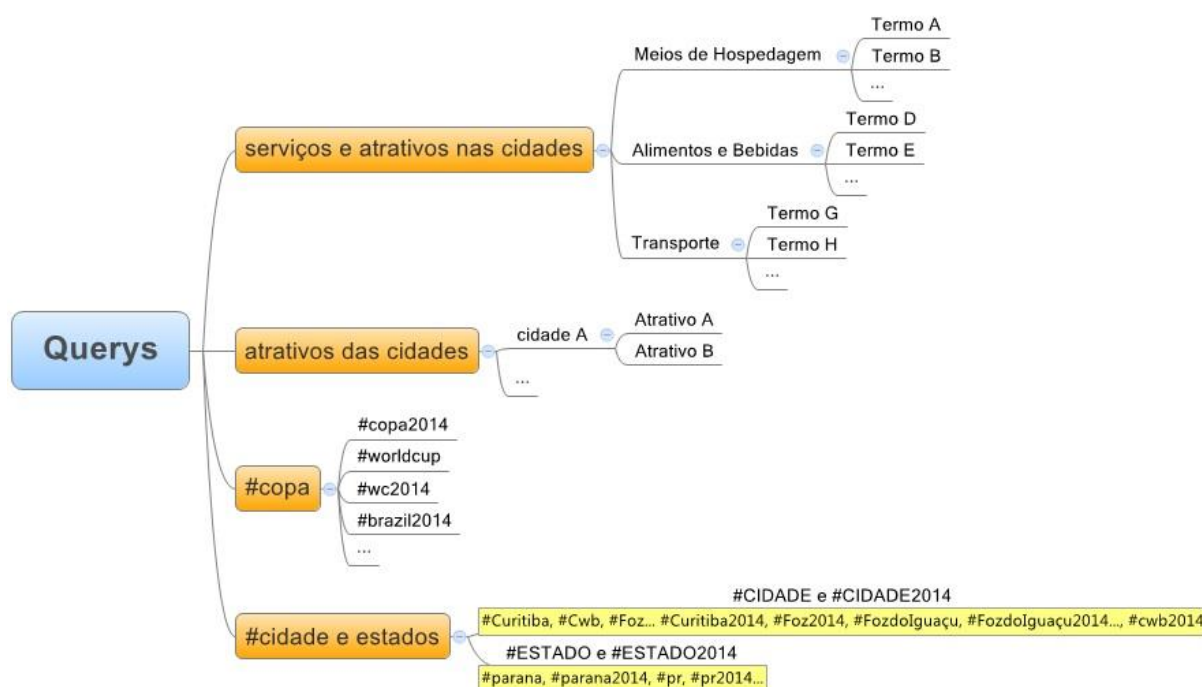 Querys
serviços e atrativos nas cidades
Meios de Hospedagem
Termo A
Termo B
...
Alimentos e Bebidas
Termo D
Termo E
...
Transporte
Termo G
Termo H
...
atrativos das cidades
cidade A
Atrativo A
Atrativo B
...
#copa
#copa2014
#worldcup
#wc2014
#brazil2014
...
#cidade e estados
#CIDADE e #CIDADE2014
#Curitiba, #Cwb, #Foz... #Curitiba2014, #Foz2014, #FozdoIguaçu, #FozdoIguaçu2014..., #cwb2014
#ESTADO e #ESTADO2014
#parana, #parana2014, #pr, #pr2014...